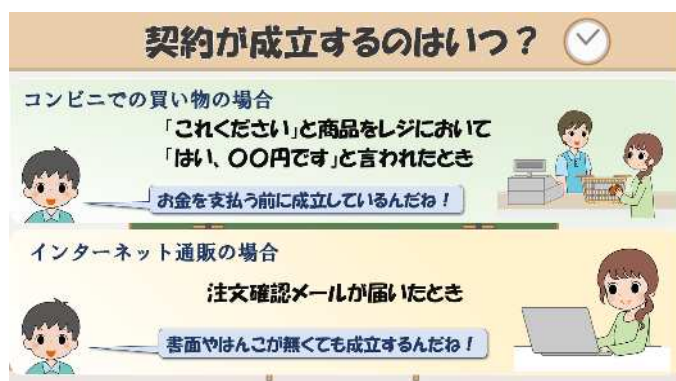 契約が成立するのはいつ？
コンビニでの買い物の場合
「これください」と商品をレジにおいて
「はい、〇〇円です」と言われたとき
お金を支払う前に成立しているんだね！
インターネット通販の場合
注文確認メールが届いたとき
書面やはんこが無くても成立するんだね！